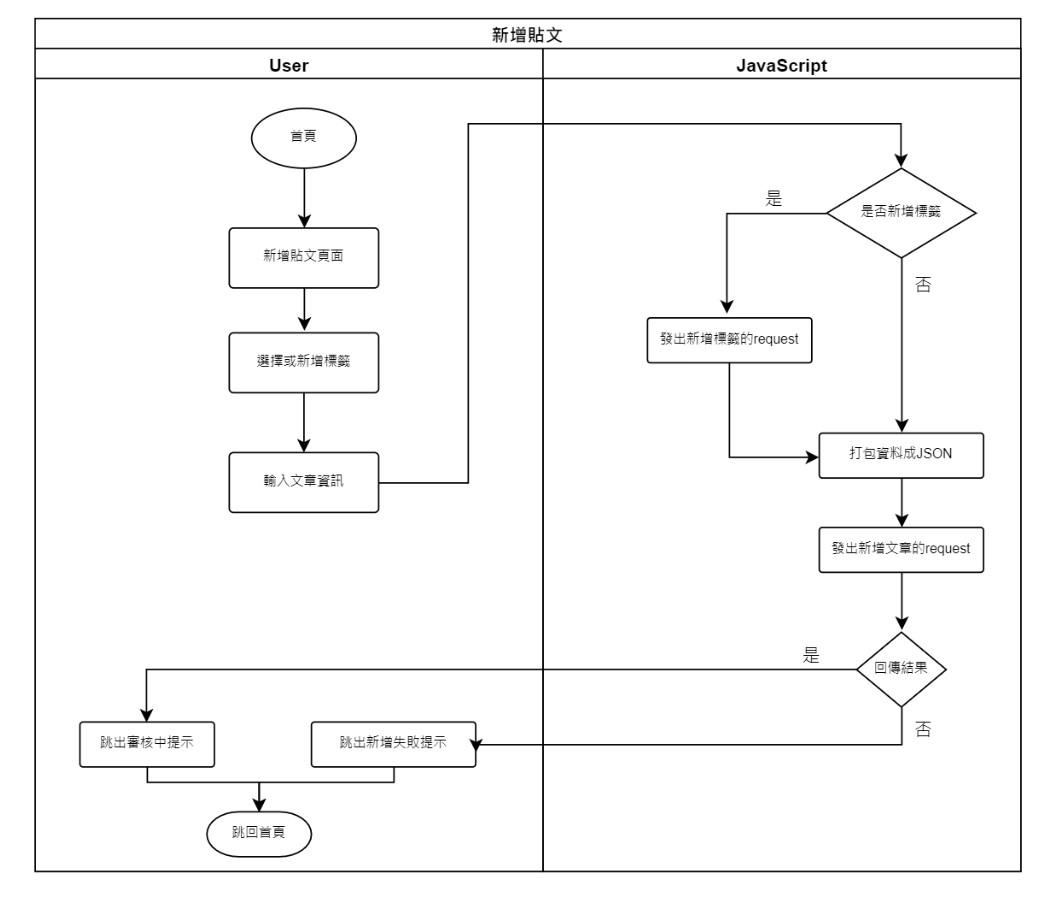 新增貼文
User
JavaScript
首頁
新增貼文頁面
選擇或新增標籤
輸入文章資訊
是否新增標籤
是
否
發出新增標籤的request
打包資料成JSON
發出新增文章的request
回傳結果
是
否
跳出審核中提示
跳出新增失敗提示
跳回首頁